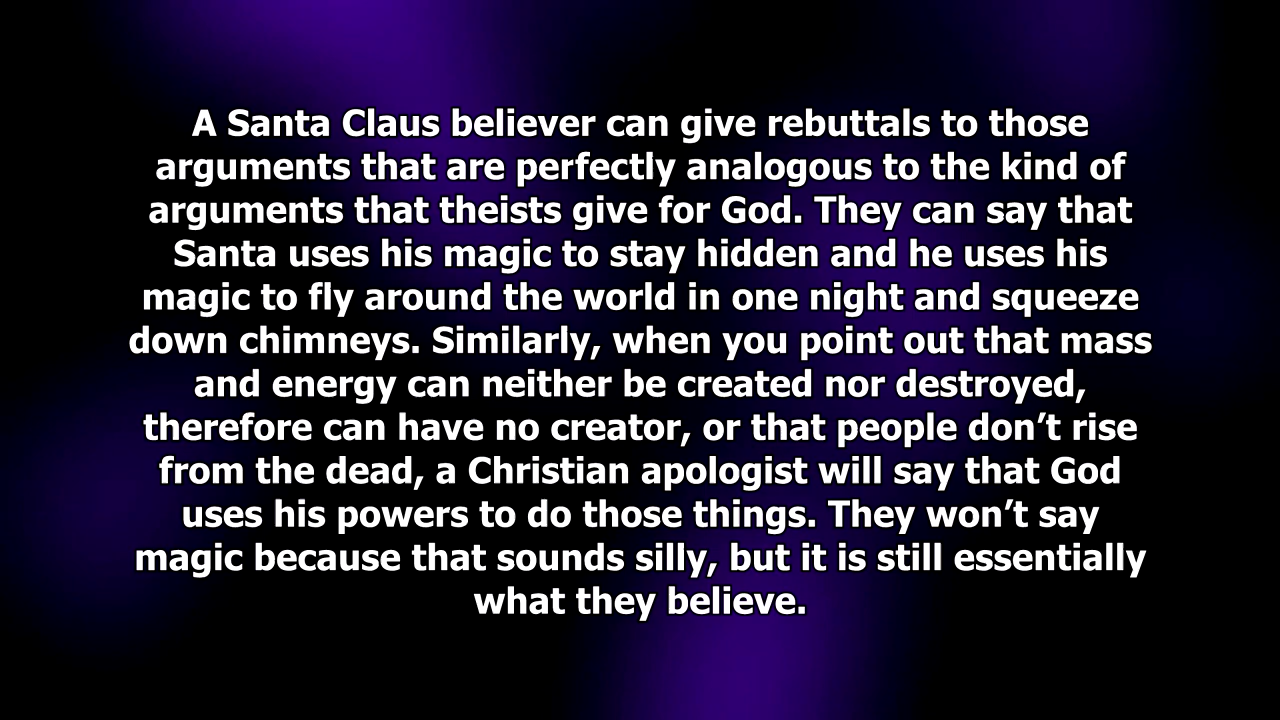 A Santa Claus believer can give rebuttals to those
arguments that are perfectly analogous to the kind of
arguments that theists give for God. They can say that
Santa uses his magic to stay hidden and he uses his
magic to fly around the world in one night and squeeze
down chimneys. Similarly, when you point out that mass
and energy can neither be created nor destroyed,
therefore can have no creator, or that people don’t rise
from the dead, a Christian apologist will say that God
uses his powers to do those things. They won’t say
magic because that sounds silly, but it is still essentially
what they believe.